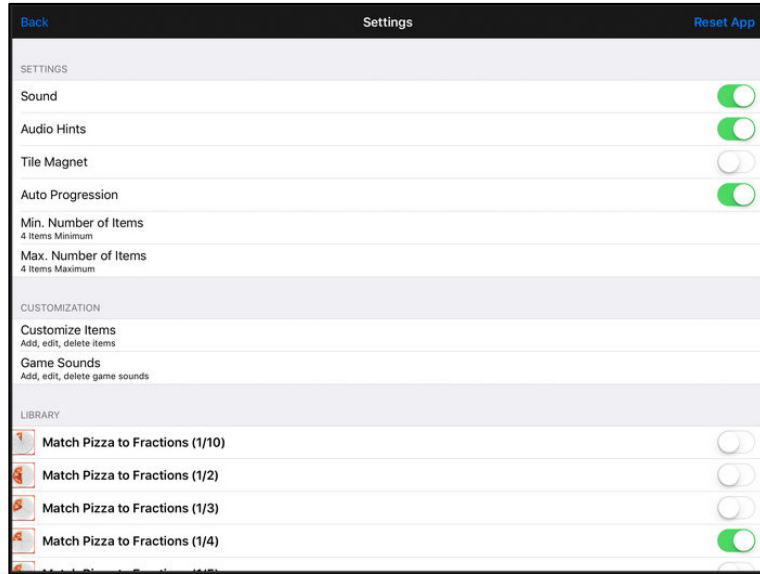 Back Settings Reset App
SETTINGS
Sound
Audio Hints
Tile Magnet
Auto Progression
Min. Number of Items
4 Items Minimum
Max. Number of Items
4 Items Maximum
CUSTOMIZATION
Customize Items
Add, edit, delete items
Game Sounds
Add, edit, delete game sounds
LIBRARY
Match Pizza to Fractions (1/10)
Match Pizza to Fractions (1/2)
Match Pizza to Fractions (1/3)
Match Pizza to Fractions (1/4)